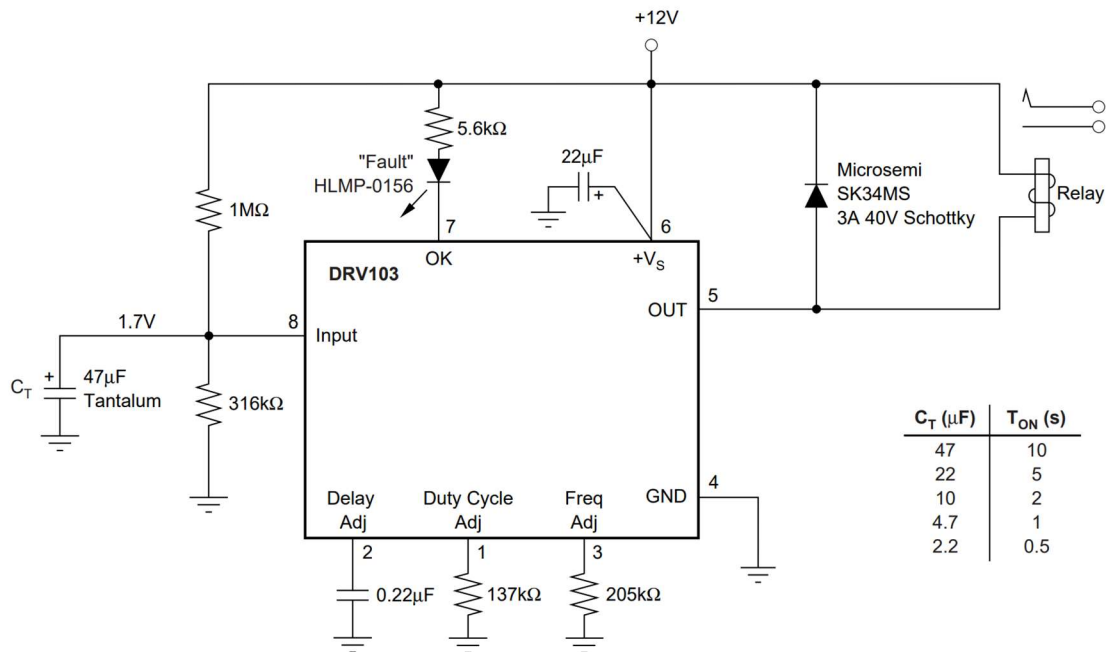 +12V
5.6kΩ
"Fault"
HLMP-0156
22µF
+
Microsemi
SK34MS
3A 40V Schottky
Relay
1MΩ
7
6
OK
+VS
DRV103
5
OUT
1.7V
8
Input
CT
+
47µF
Tantalum
316kΩ
CT (µF) TON (s)
47 10
22 5
10 2
4.7 1
2.2 0.5
4
GND
Delay
Adj
Duty Cycle
Adj
Freq
Adj
2
1
3
0.22µF
137kΩ
205kΩ